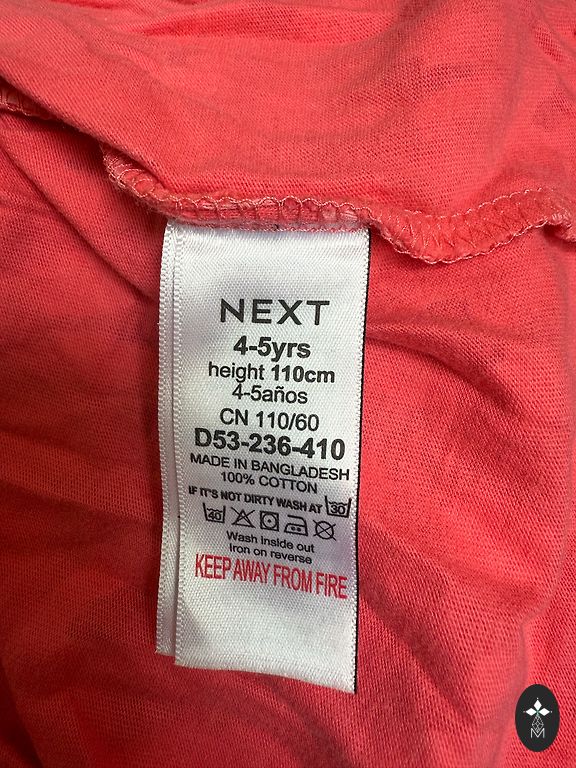 NEXT
4-5yrs
height 110cm
4-5años
CN 110/60
D53-236-410
MADE IN BANGLADESH
100% COTTON
IF IT'S NOT DIRTY WASH AT 30
40
Wash inside out
iron on reverse
KEEP AWAY FROM FIRE
M